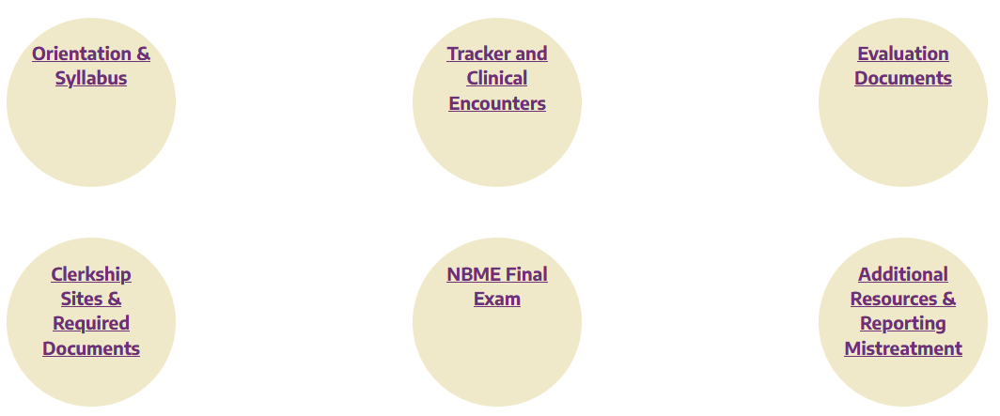 Orientation &
Syllabus
Tracker and
Clinical
Encounters
Evaluation
Documents
Clerkship
Sites &
Required
Documents
NBME Final
Exam
Additional
Resources &
Reporting
Mistreatment